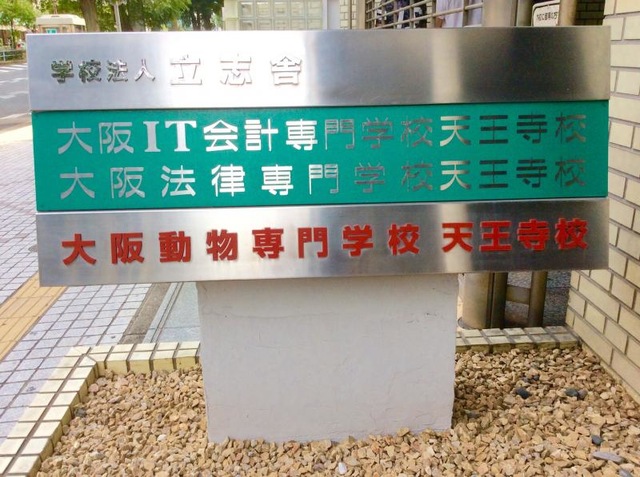 学校法人 立志舎
大阪IT会計専門学校天王寺校
大阪法律専門学校天王寺校
大阪動物専門学校 天王寺校